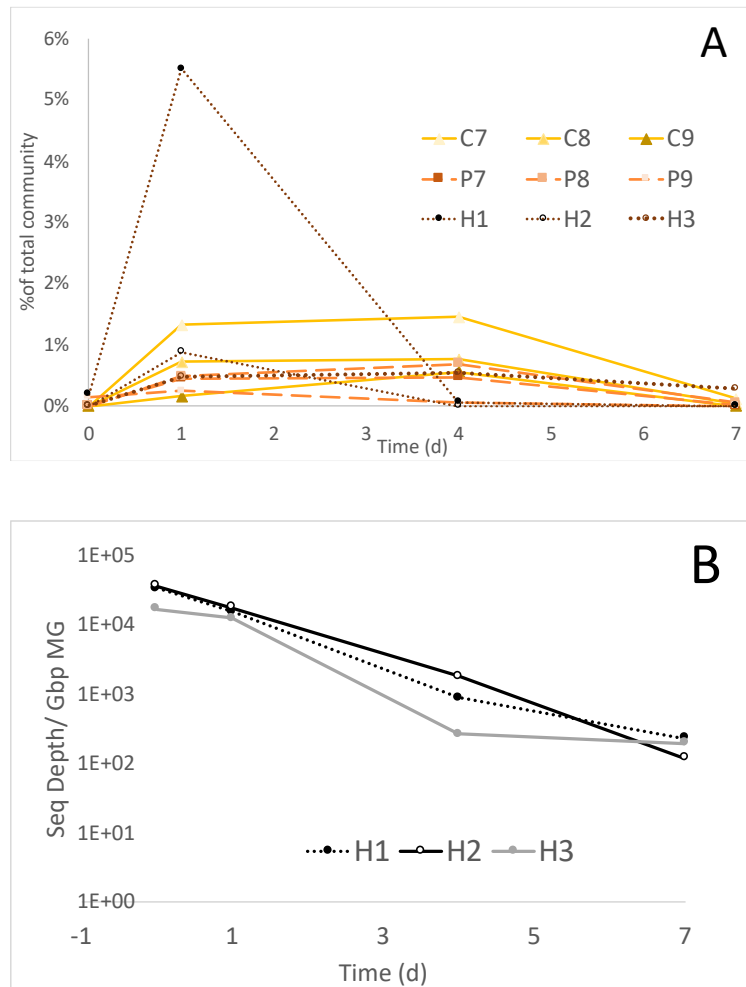 A
6%
5%
4%
3%
2%
1%
0%
%of total community
C7 C8 C9
P7 P8 P9
H1 H2 H3
0 1 2 3 4 5 6 7
Time (d)
B
1E+05
1E+04
1E+03
1E+02
1E+01
1E+00
Seq Depth/ Gbp MG
H1 H2 H3
-1 1 3 5 7
Time (d)